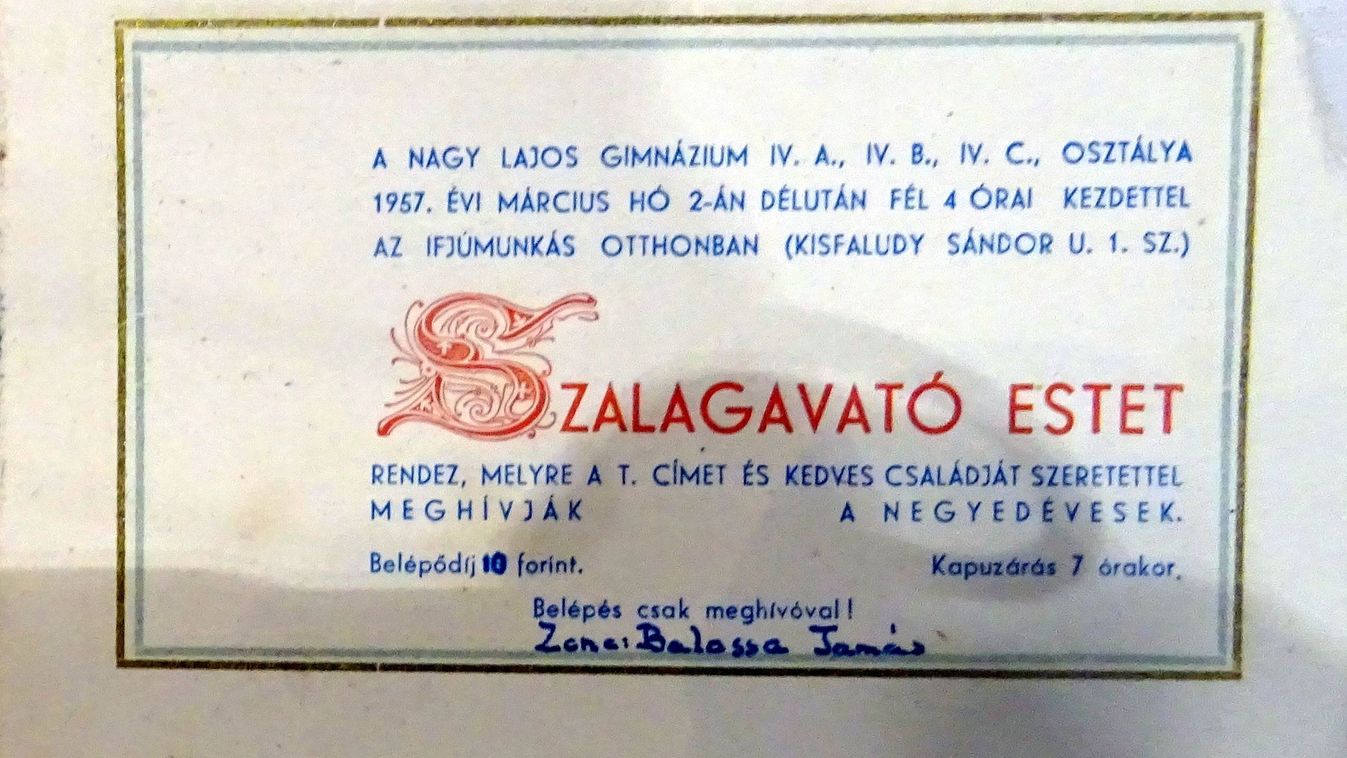 A NAGY LAJOS GIMNÁZIUM IV. A., IV. B., IV. C., OSZTÁLYA
1957. ÉVI MÁRCIUS HÓ 2-ÁN DÉLUTÁN FÉL 4 ÓRAI KEZDETTEL
AZ IFJÚMUNKÁS OTTHONBAN (KISFALUDY SÁNDOR U. 1. SZ.)
SZALAGAVATÓ ESTET
RENDEZ, MELYRE A T. CÍMET ÉS KEDVES CSALÁDJÁT SZERETETTEL
MEGHÍVJÁK A NEGYEDÉVESEK.
Belépődíj 10 forint. Kapuzárás 7 órakor.
Belépés csak meghívóval!
Zene: Balassa Tamás